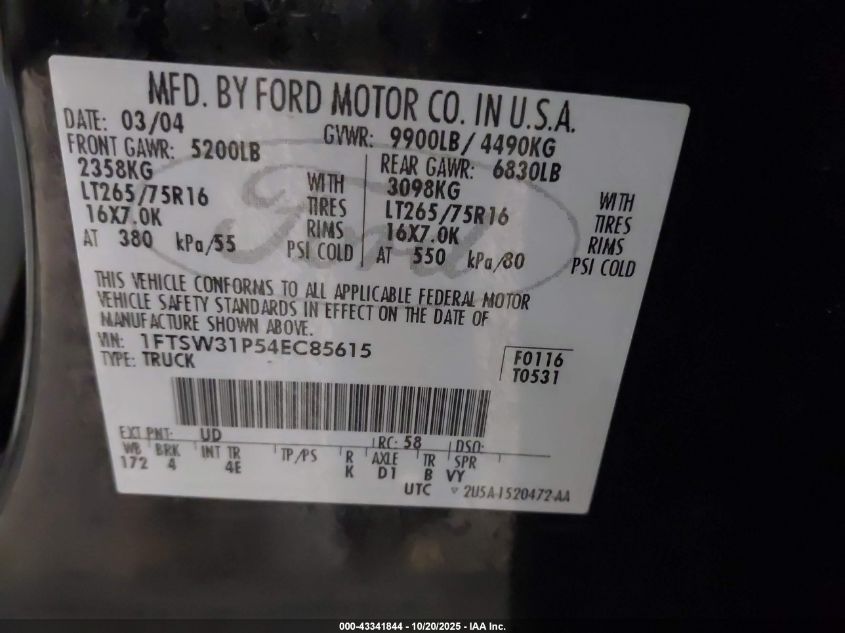 MFD. BY FORD MOTOR CO. IN U.S.A.
DATE: 03/04 GVWR: 9900LB/ 4490KG
FRONT GAWR: 5200LB REAR GAWR: 6830LB
2358KG WITH 3098KG WITH
LT265/75R16 TIRES LT265/75R16 TIRES
16X7.0K RIMS 16X7.0K RIMS
AT 380 kPa/55 PSI COLD AT 550 kPa/80 PSI COLD
Ford
THIS VEHICLE CONFORMS TO ALL APPLICABLE FEDERAL MOTOR
VEHICLE SAFETY STANDARDS IN EFFECT ON THE DATE OF
MANUFACTURE SHOWN ABOVE.
VIN: 1FTSW31P54EC85615 F0116
TYPE: TRUCK T0531
EXT PNT: UD RC: 58 DSO:
WB BRK INT TR TP/PS R AXLE TR SPR
172 4 4E K D1 B VY
UTC ▽ 2U5A-1520472-AA
000-43341844 - 10/20/2025 - IAA Inc.